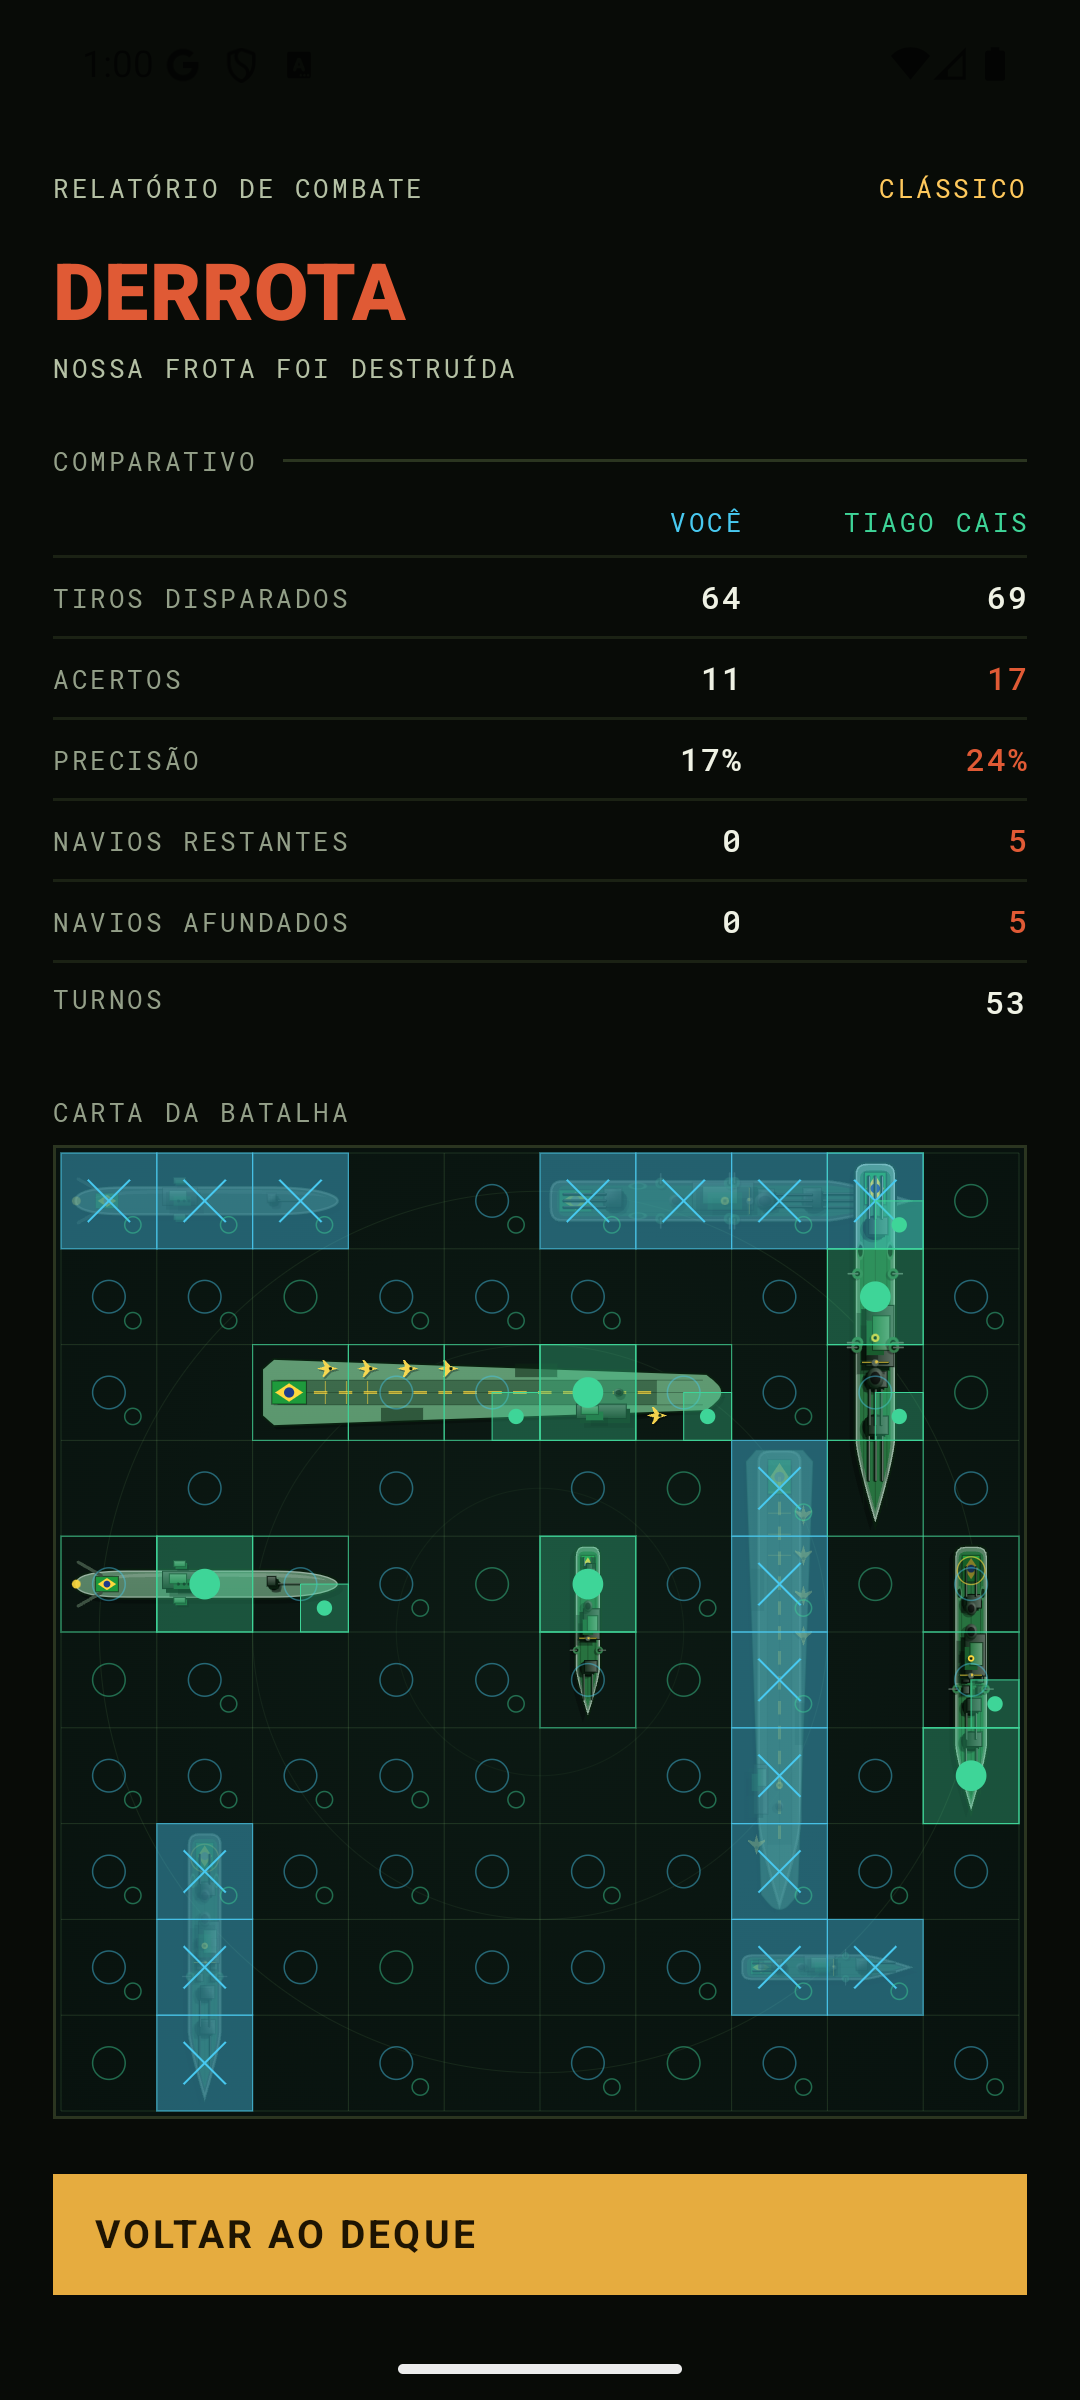 1:00
RELATÓRIO DE COMBATE CLÁSSICO
DERROTA
NOSSA FROTA FOI DESTRUÍDA
COMPARATIVO
VOCÊ TIAGO CAIS
TIROS DISPARADOS 64 69
ACERTOS 11 17
PRECISÃO 17% 24%
NAVIOS RESTANTES 0 5
NAVIOS AFUNDADOS 0 5
TURNOS 53
CARTA DA BATALHA
VOLTAR AO DEQUE